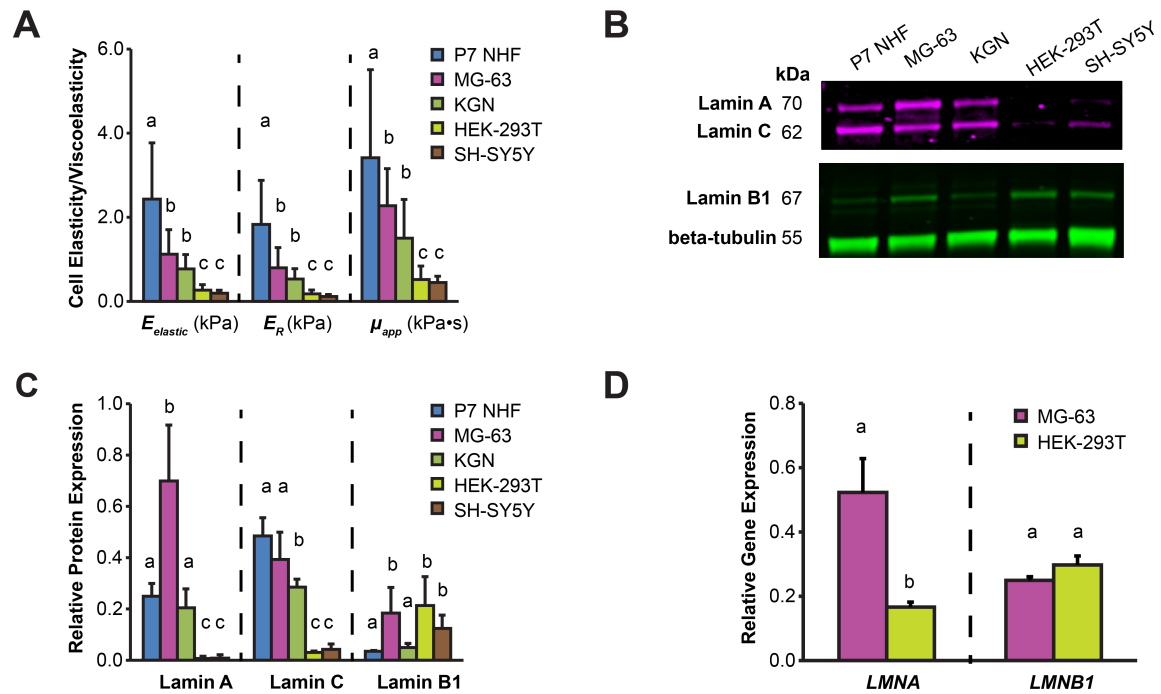 A
Cell Elasticity/Viscoelasticity
6.0
4.0
2.0
0.0
a
b
b
c c
a
b
b
c c
a
b
b
c c
P7 NHF
MG-63
KGN
HEK-293T
SH-SY5Y
E elastic (kPa)
E R (kPa)
μ app (kPa•s)
B
P7 NHF
MG-63
KGN
HEK-293T
SH-SY5Y
kDa
Lamin A 70
Lamin C 62
Lamin B1 67
beta-tubulin 55
C
Relative Protein Expression
1.0
0.8
0.6
0.4
0.2
0.0
a
b
a
c c
a a
b
c c
a
b
a
b
b
P7 NHF
MG-63
KGN
HEK-293T
SH-SY5Y
Lamin A
Lamin C
Lamin B1
D
Relative Gene Expression
0.8
0.6
0.4
0.2
0.0
a
b
a
a
MG-63
HEK-293T
LMNA
LMNB1